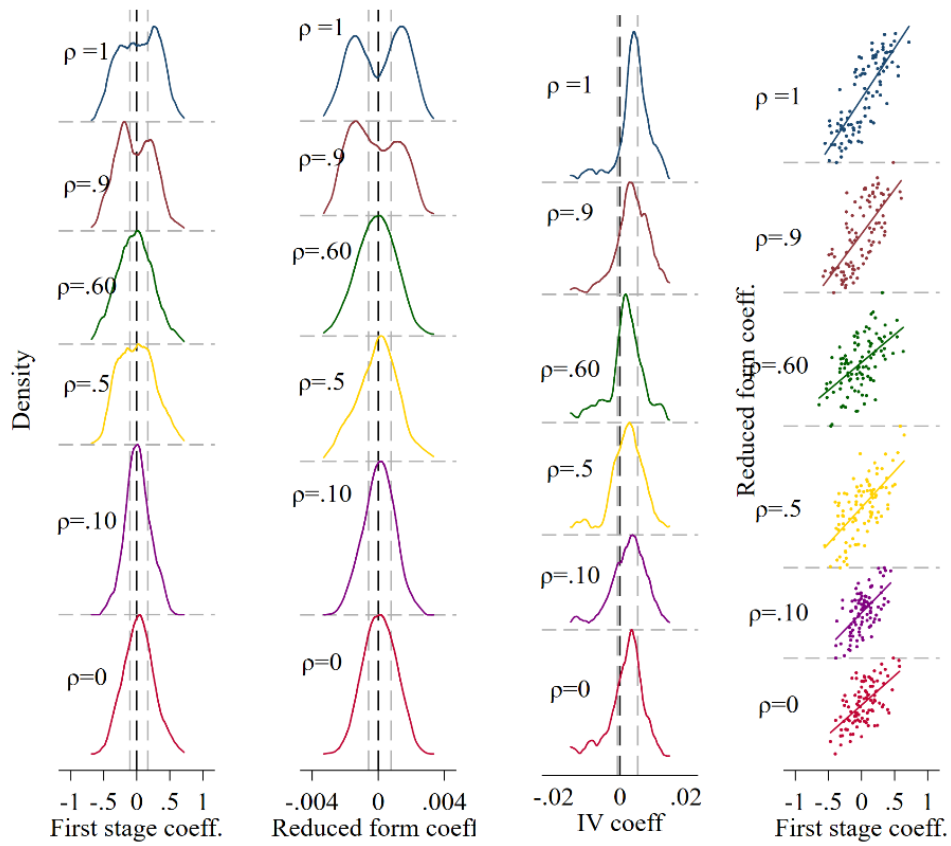 Density
ρ =1
ρ=.9
ρ=.60
ρ=.5
ρ=.10
ρ=0
-1 -.5 0 .5 1
First stage coeff.
ρ =1
ρ=.9
ρ=.60
ρ=.5
ρ=.10
ρ=0
-.004 0 .004
Reduced form coefl
ρ =1
ρ=.9
ρ=.60
ρ=.5
ρ=.10
ρ=0
-.02 0 .02
IV coeff
Reduced form coeff.
ρ =1
ρ=.9
ρ=.60
ρ=.5
ρ=.10
ρ=0
-1 -.5 0 .5 1
First stage coeff.